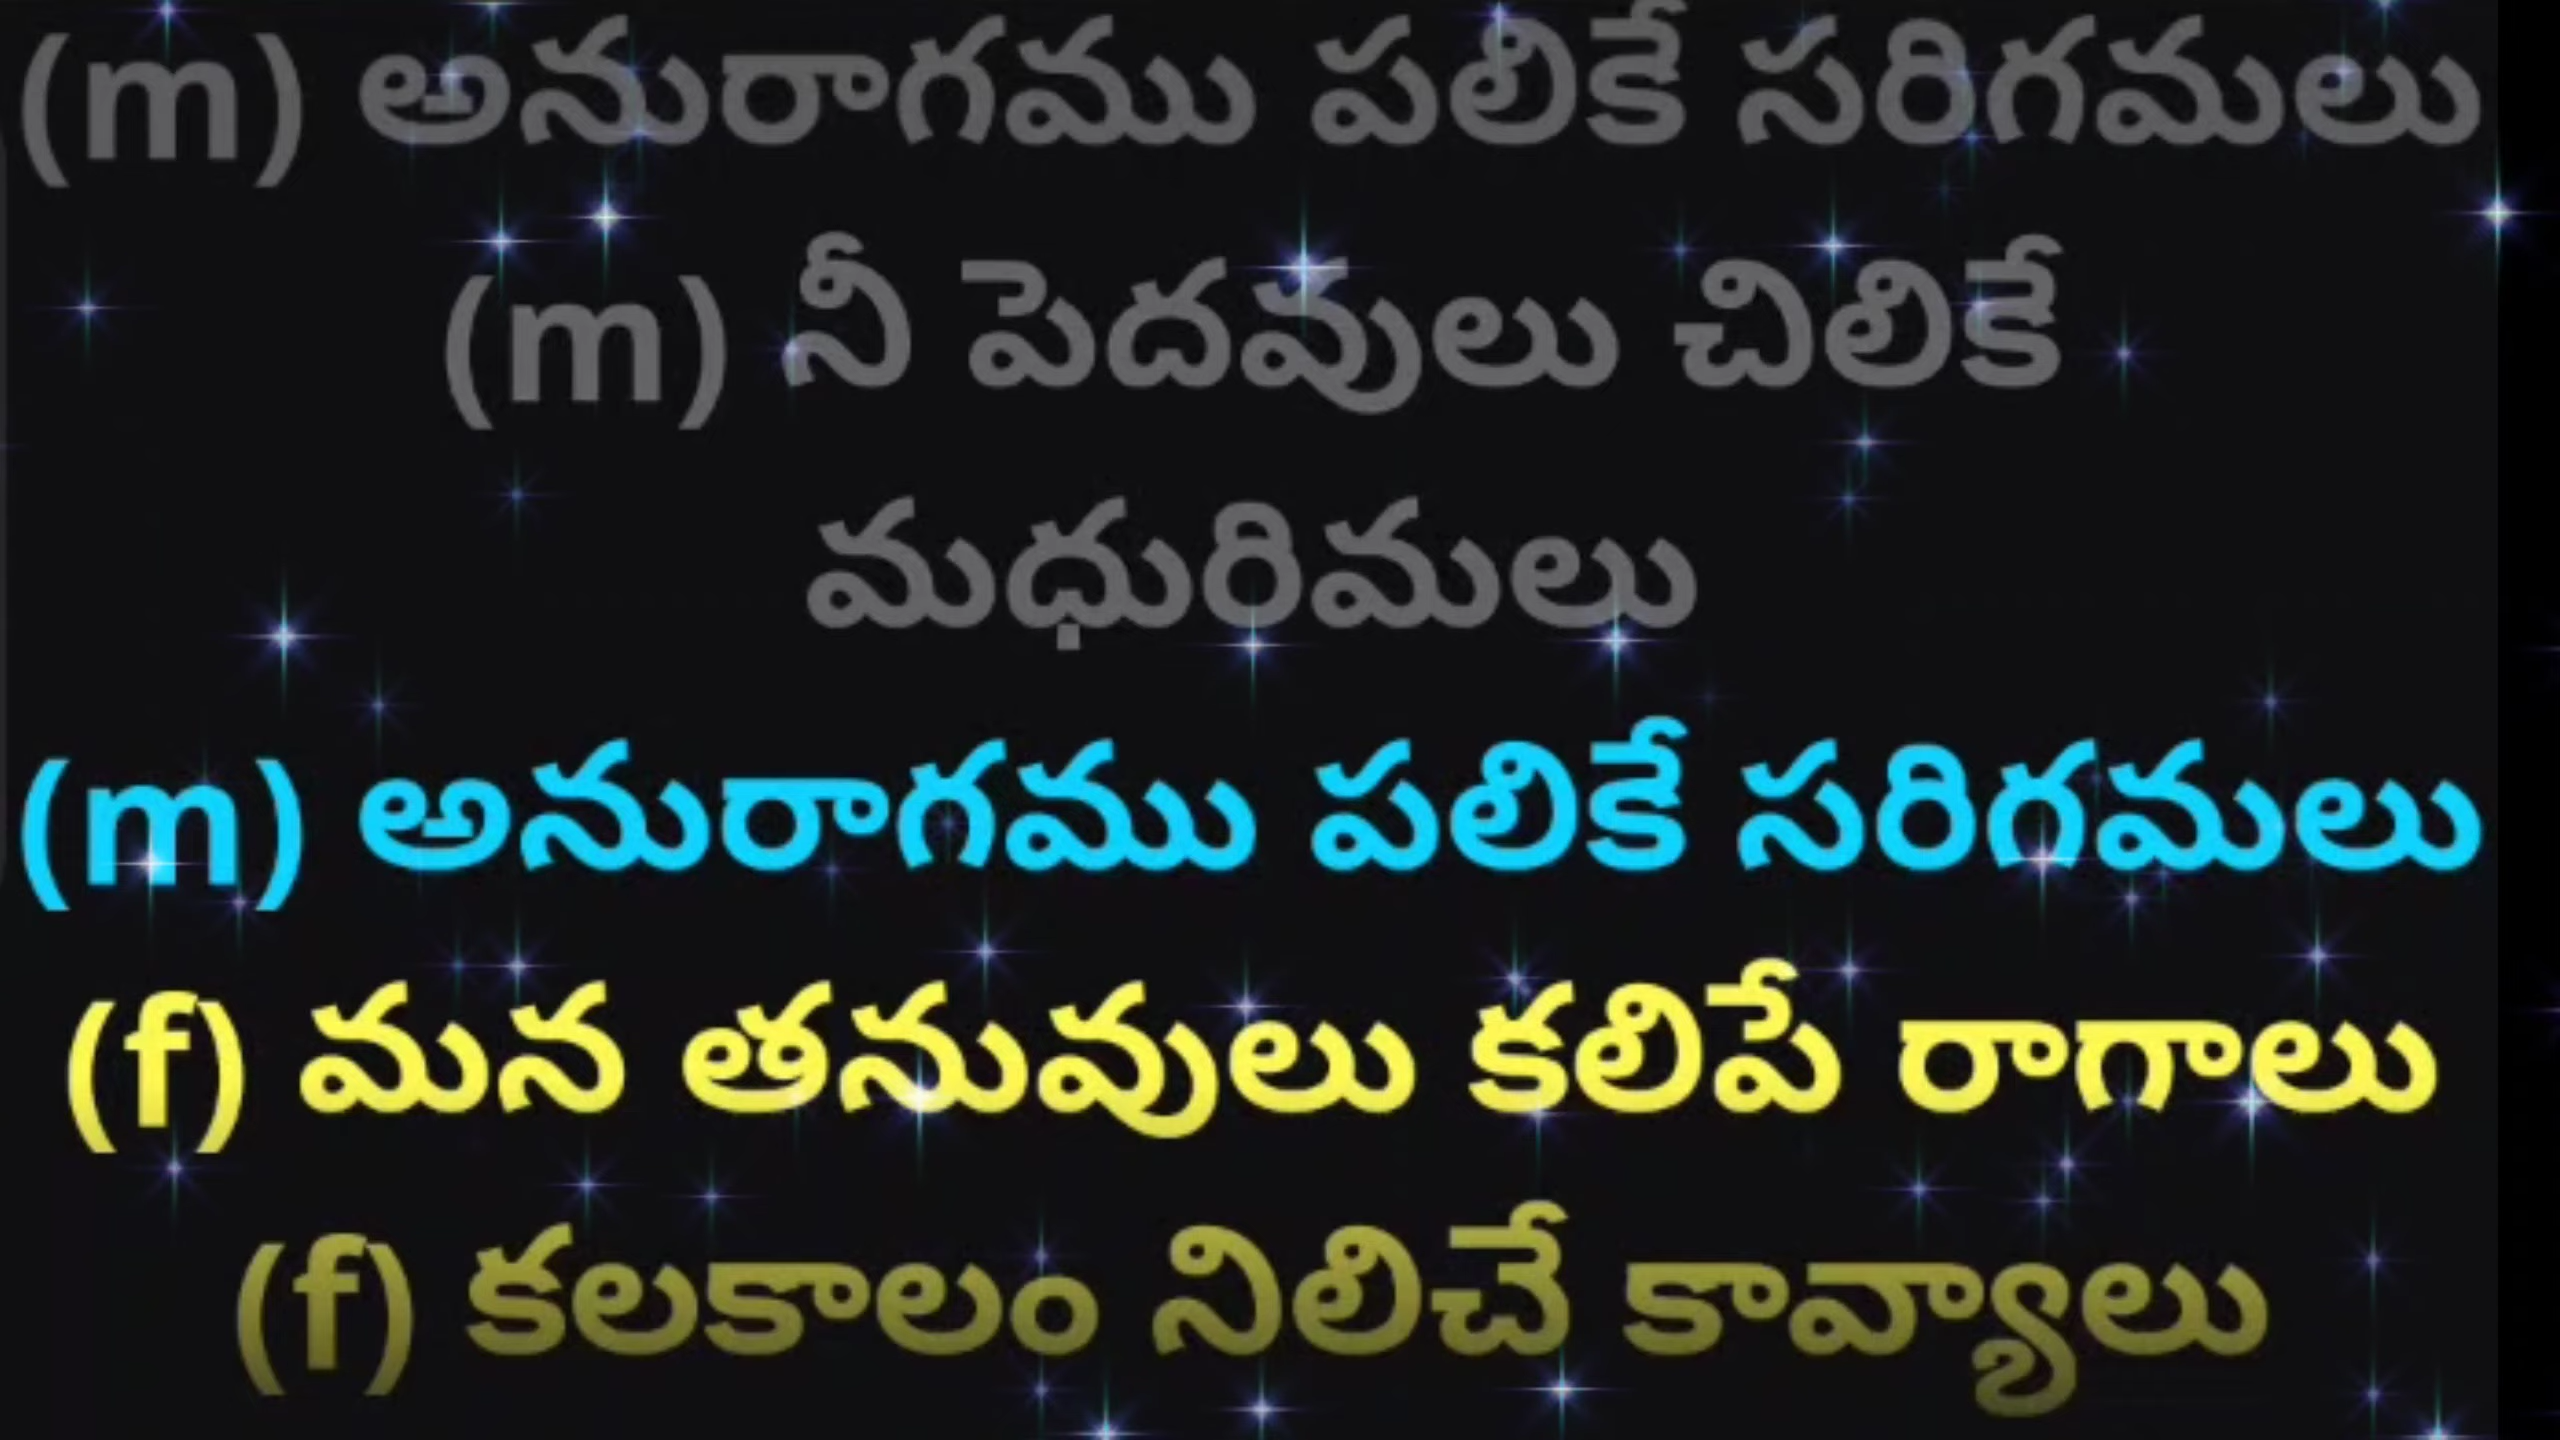 (m) అనురాగము పలికే సరిగమలు
(m) నీ పెదవులు చిలికే
మధురిమలు
(m) అనురాగము పలికే సరిగమలు
(f) మన తనువులు కలిపే రాగాలు
(f) కలకాలం నిలిచే కావ్యాలు